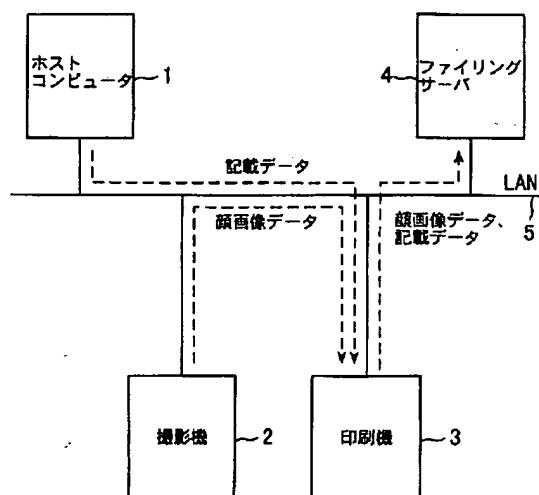 ホスト
コンピュータ
1
4
ファイリング
サーバ
記載データ
LAN
顔画像データ
顔画像データ、
記載データ
5
撮影機
2
印刷機
3